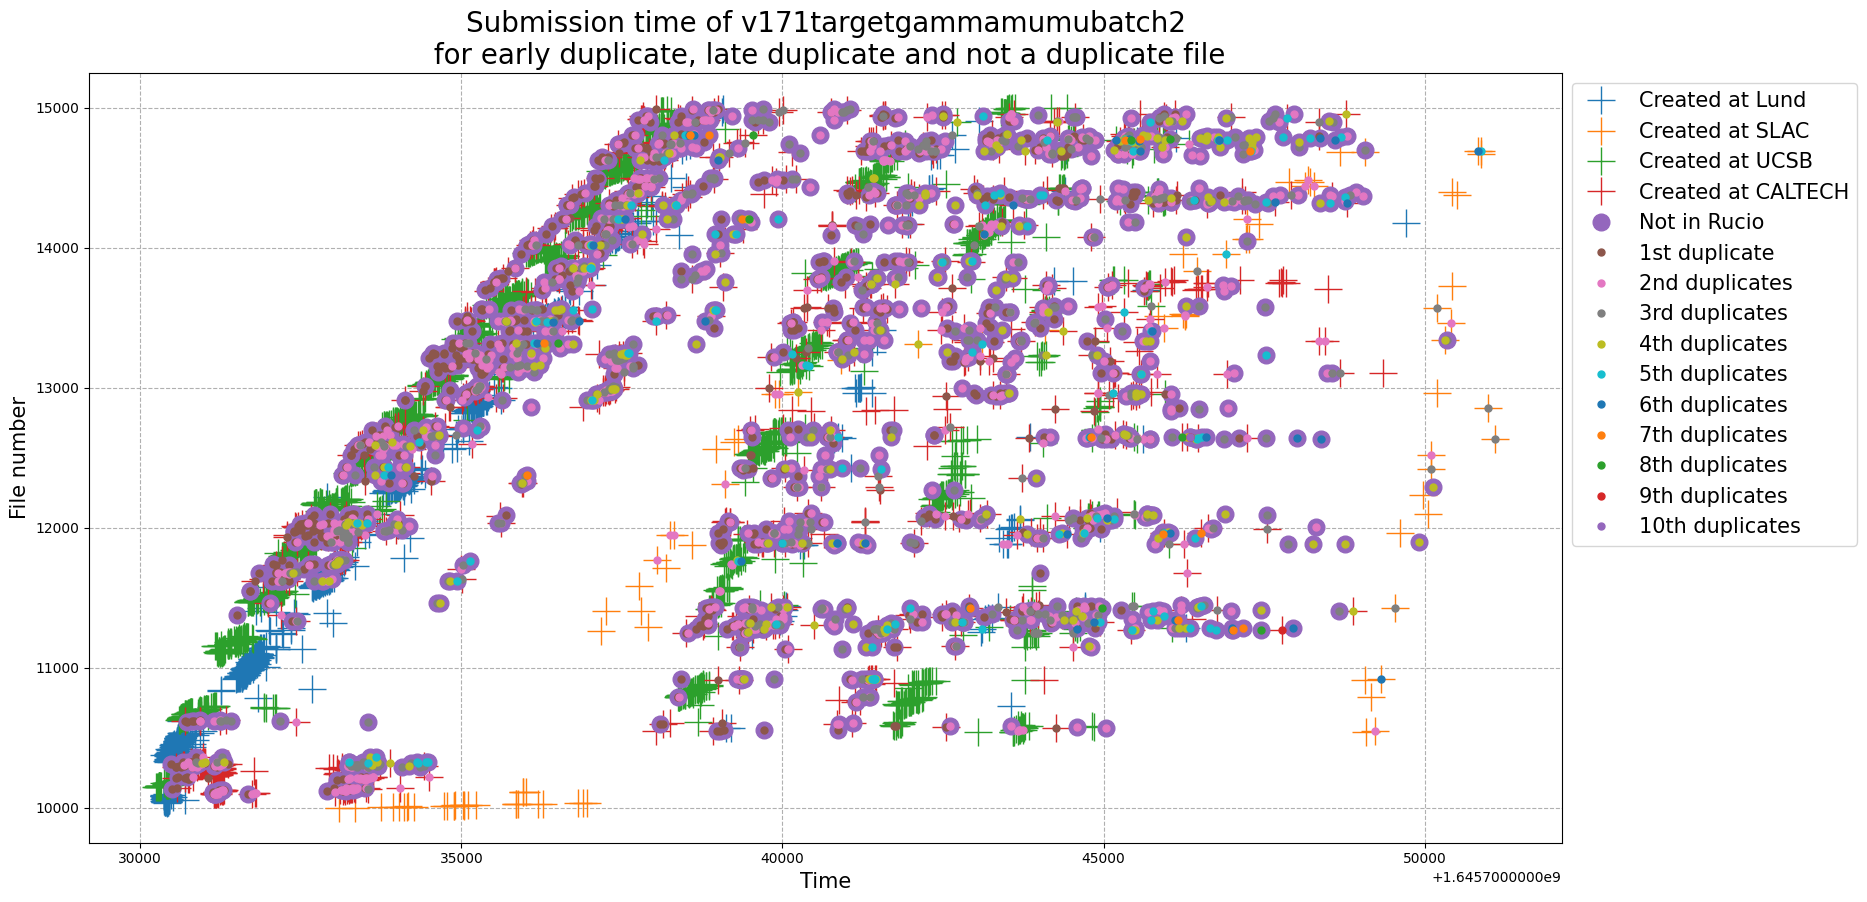 Submission time of v171targetgammamumubatch2
for early duplicate, late duplicate and not a duplicate file
Created at Lund
Created at SLAC
Created at UCSB
Created at CALTECH
Not in Rucio
1st duplicate
2nd duplicates
3rd duplicates
4th duplicates
5th duplicates
6th duplicates
7th duplicates
8th duplicates
9th duplicates
10th duplicates
File number
15000
14000
13000
12000
11000
10000
30000 35000 40000 45000 50000
Time
+1.6457000000e9